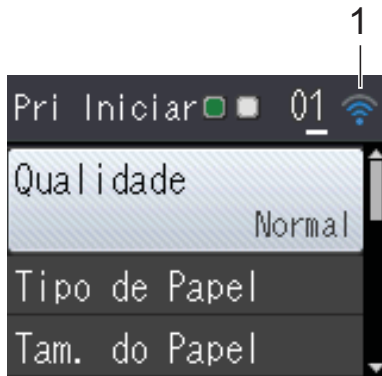 1
Pri Iniciar 01
Qualidade
Normal
Tipo de Papel
Tam. do Papel